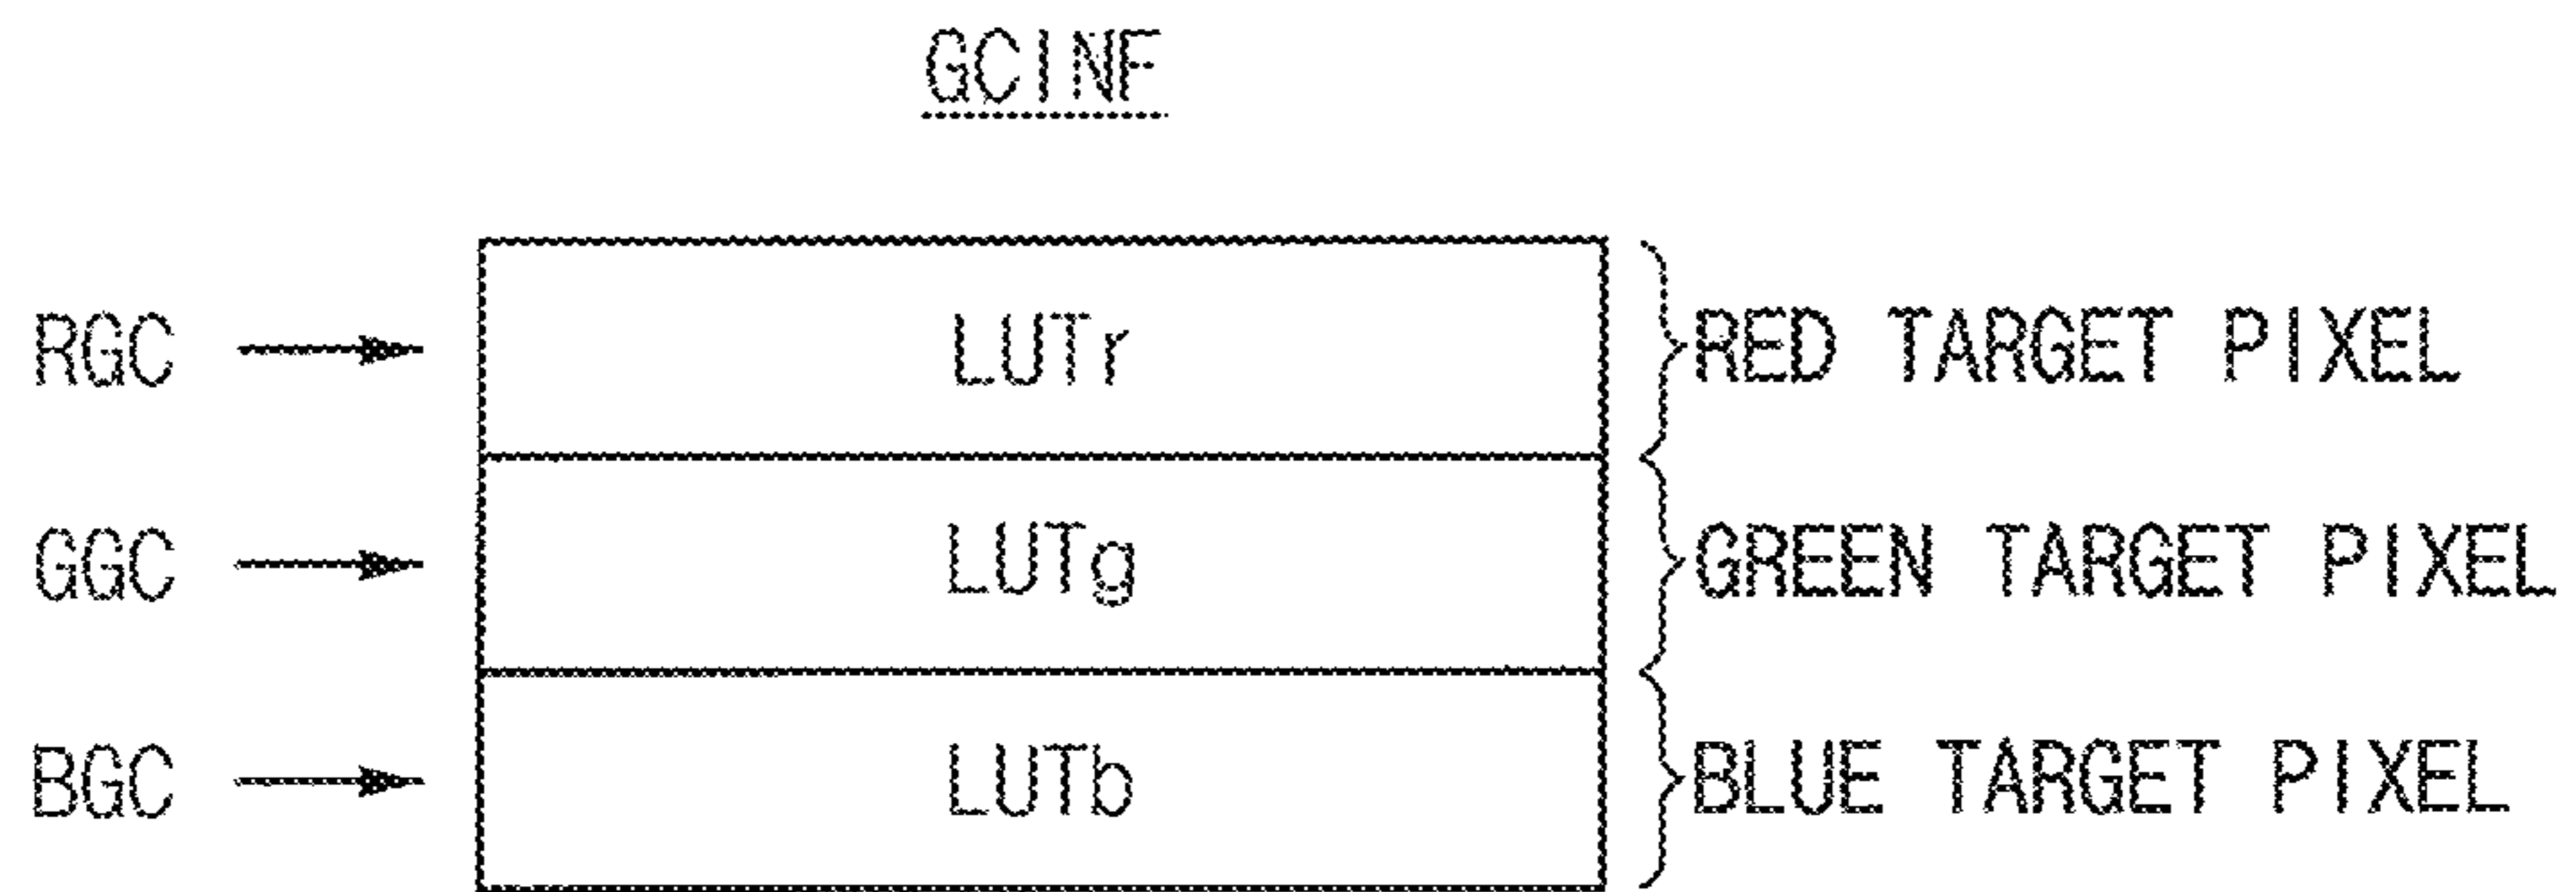 GCINF
RGC LUTr RED TARGET PIXEL
GGC LUTg GREEN TARGET PIXEL
BGC LUTb BLUE TARGET PIXEL